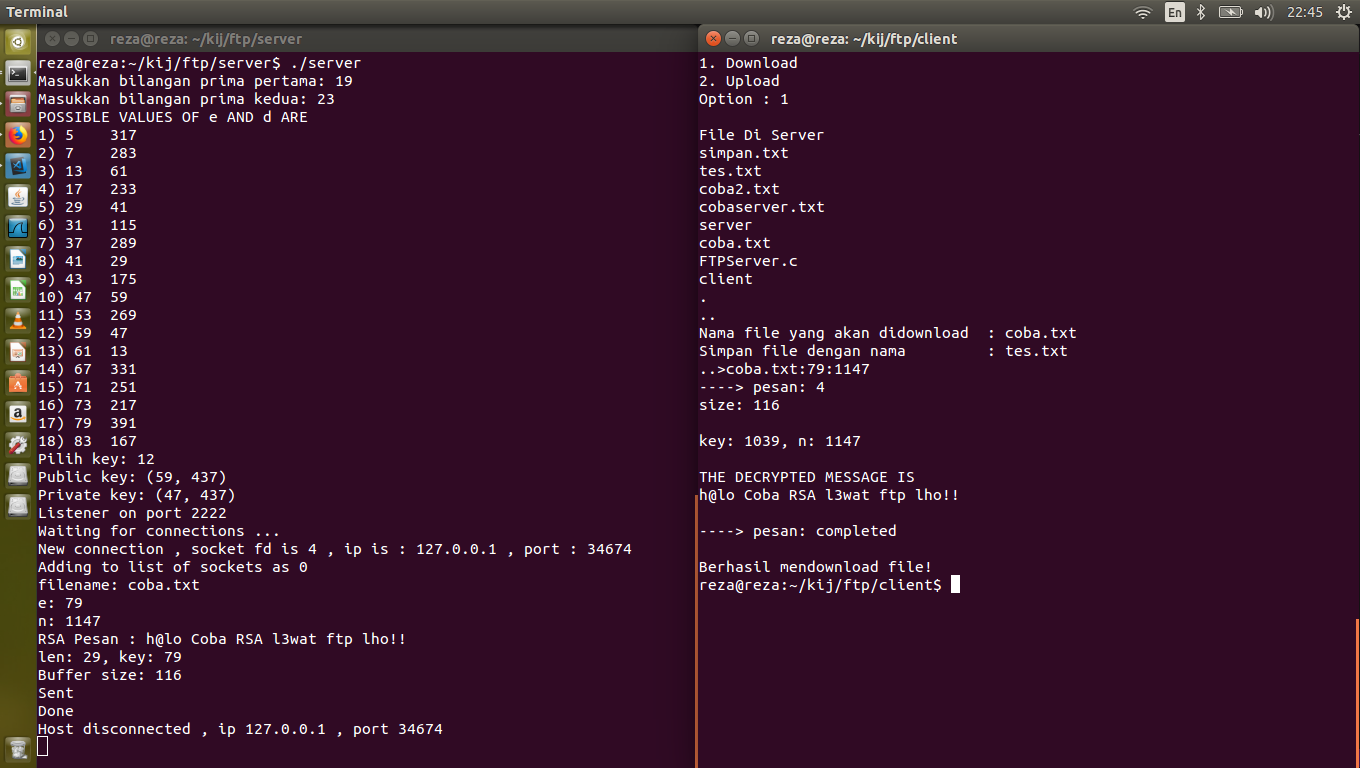 Terminal
En
22:45
reza@reza: ~/kij/ftp/server
reza@reza:~/kij/ftp/server$ ./server
Masukkan bilangan prima pertama: 19
Masukkan bilangan prima kedua: 23
POSSIBLE VALUES OF e AND d ARE
1) 5 317
2) 7 283
3) 13 61
4) 17 233
5) 29 41
6) 31 115
7) 37 289
8) 41 29
9) 43 175
10) 47 59
11) 53 269
12) 59 47
13) 61 13
14) 67 331
15) 71 251
16) 73 217
17) 79 391
18) 83 167
Pilih key: 12
Public key: (59, 437)
Private key: (47, 437)
Listener on port 2222
Waiting for connections ...
New connection , socket fd is 4 , ip is : 127.0.0.1 , port : 34674
Adding to list of sockets as 0
filename: coba.txt
e: 79
n: 1147
RSA Pesan : h@lo Coba RSA l3wat ftp lho!!
len: 29, key: 79
Buffer size: 116
Sent
Done
Host disconnected , ip 127.0.0.1 , port 34674
reza@reza: ~/kij/ftp/client
1. Download
2. Upload
Option : 1
File Di Server
simpan.txt
tes.txt
coba2.txt
cobaserver.txt
server
coba.txt
FTPServer.c
client
.
..
Nama file yang akan didownload : coba.txt
Simpan file dengan nama : tes.txt
..>coba.txt:79:1147
----> pesan: 4
size: 116
key: 1039, n: 1147
THE DECRYPTED MESSAGE IS
h@lo Coba RSA l3wat ftp lho!!
----> pesan: completed
Berhasil mendownload file!
reza@reza:~/kij/ftp/client$